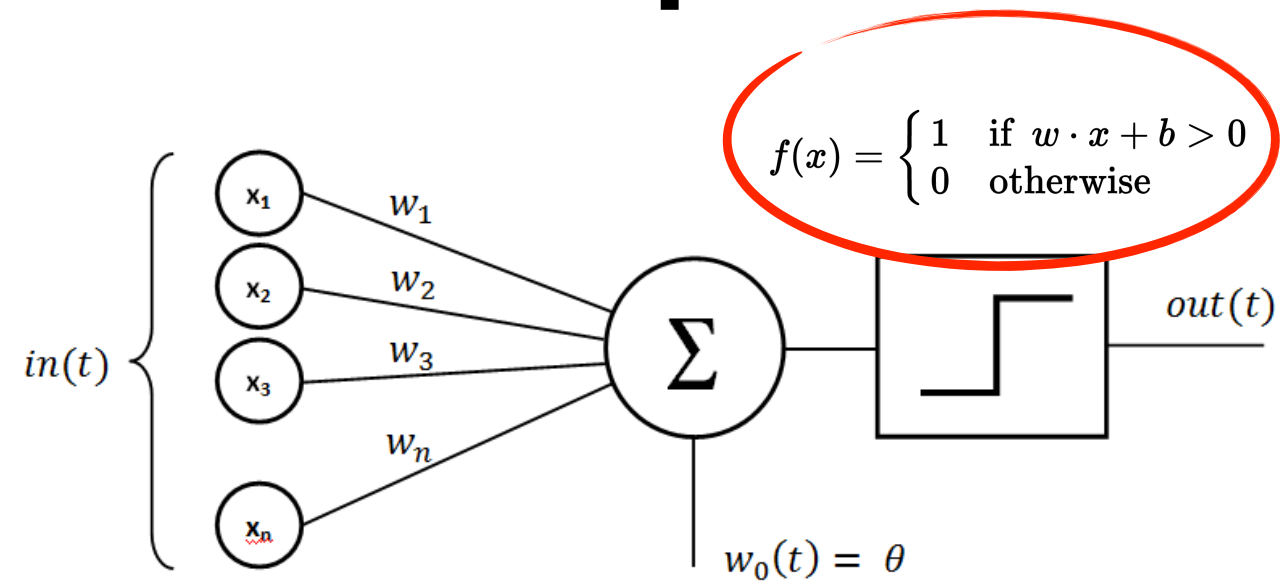 f(x) = { 1 if w · x + b > 0
0 otherwise
x₁
w₁
x₂
w₂
x₃
w₃
xₙ
wₙ
in(t)
Σ
out(t)
w₀(t) = θ